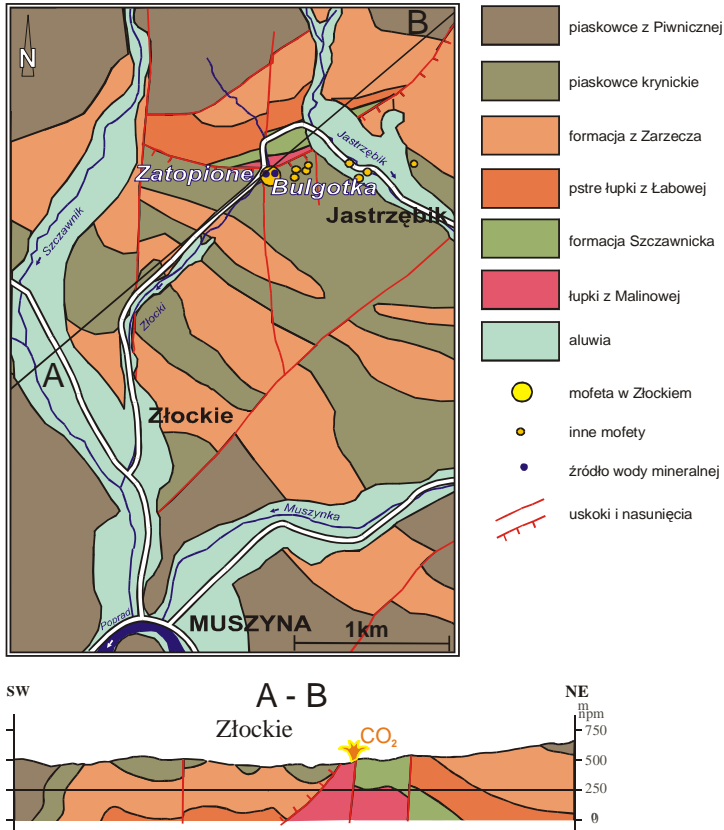 B
N
Jastrzębik
Zatopione
Bulgotka
Jastrzębik
Szczawnik
Złocki
A
Złockie
Muszynka
Poprad
MUSZYNA
1km
piaskowce z Piwnicznej
piaskowce krynickie
formacja z Zarzecza
pstre łupki z Łabowej
formacja Szczawnicka
łupki z Malinowej
aluwia
mofeta w Złockiem
inne mofety
źródło wody mineralnej
uskoki i nasunięcia
SW
A - B
NE
Złockie
CO₂
m
npm
750
500
250
0